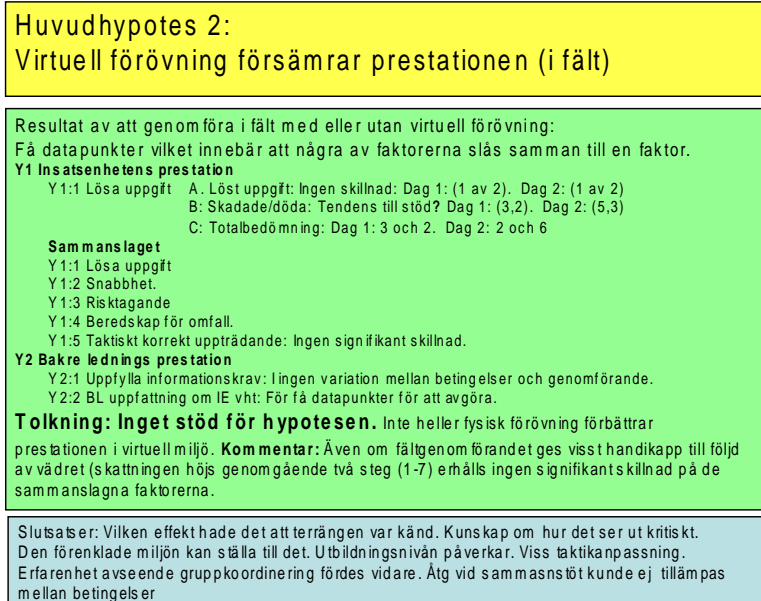 Huvudhypotes 2:
Virtuell förövning försämrar prestationen (i fält)
Resultat av att genomföra i fält med eller utan virtuell förövning:
Få datapunkter vilket innebär att några av faktorerna slås samman till en faktor.
Y1 Insatsenhetens prestation
Y1:1 Lösa uppgift A. Löst uppgift: Ingen skillnad: Dag 1: (1 av 2). Dag 2: (1 av 2)
B: Skadade/döda: Tendens till stöd? Dag 1: (3,2). Dag 2: (5,3)
C: Totalbedömning: Dag 1: 3 och 2. Dag 2: 2 och 6
Sammanslaget
Y1:1 Lösa uppgift
Y1:2 Snabbhet.
Y1:3 Risktagande
Y1:4 Beredskap för omfall.
Y1:5 Taktiskt korrekt uppträdande: Ingen signifikant skillnad.
Y2 Bakre lednings prestation
Y2:1 Uppfylla informationskrav: I ingen variation mellan betingelser och genomförande.
Y2:2 BL uppfattning om IE vht: För få datapunkter för att avgöra.
Tolkning: Inget stöd för hypotesen. Inte heller fysisk förövning förbättrar
prestationen i virtuell miljö. Kommentar: Även om fältgenomförandet ges visst handikapp till följd
av vädret (skattningen höjs genomgående två steg (1-7) erhålls ingen signifikant skillnad på de
sammanslagna faktorerna.
Slutsatser: Vilken effekt hade det att terrängen var känd. Kunskap om hur det ser ut kritiskt.
Den förenklade miljön kan ställa till det. Utbildningsnivån påverkar. Viss taktikanpassning.
Erfarenhet avseende gruppkoordinering fördes vidare. Åtg vid sammasnstöt kunde ej tillämpas
mellan betingelser